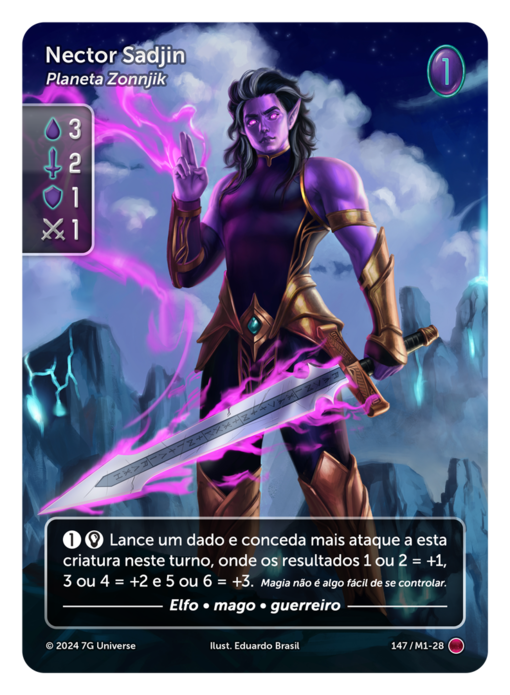 Nector Sadjin
Planeta Zonnjik
1
3
2
1
1
1 Lance um dado e conceda mais ataque a esta
criatura neste turno, onde os resultados 1 ou 2 = +1,
3 ou 4 = +2 e 5 ou 6 = +3. Magia não é algo fácil de se controlar.
Elfo • mago • guerreiro
© 2024 7G Universe Ilust. Eduardo Brasil 147 / M1-28